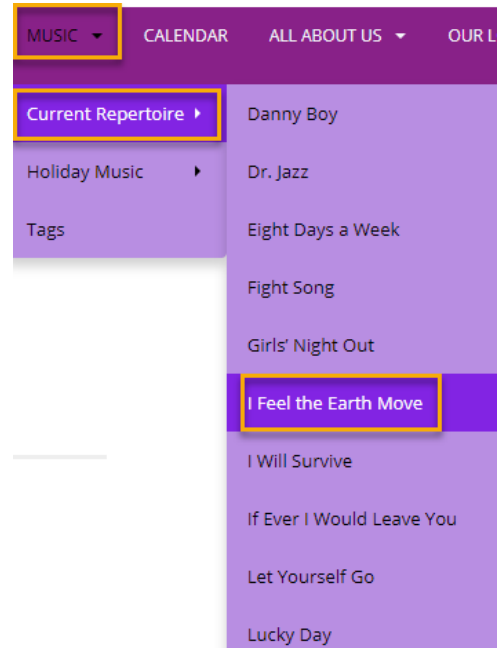 MUSIC CALENDAR ALL ABOUT US OUR L
Current Repertoire
Holiday Music
Tags
Danny Boy
Dr. Jazz
Eight Days a Week
Fight Song
Girls' Night Out
I Feel the Earth Move
I Will Survive
If Ever I Would Leave You
Let Yourself Go
Lucky Day